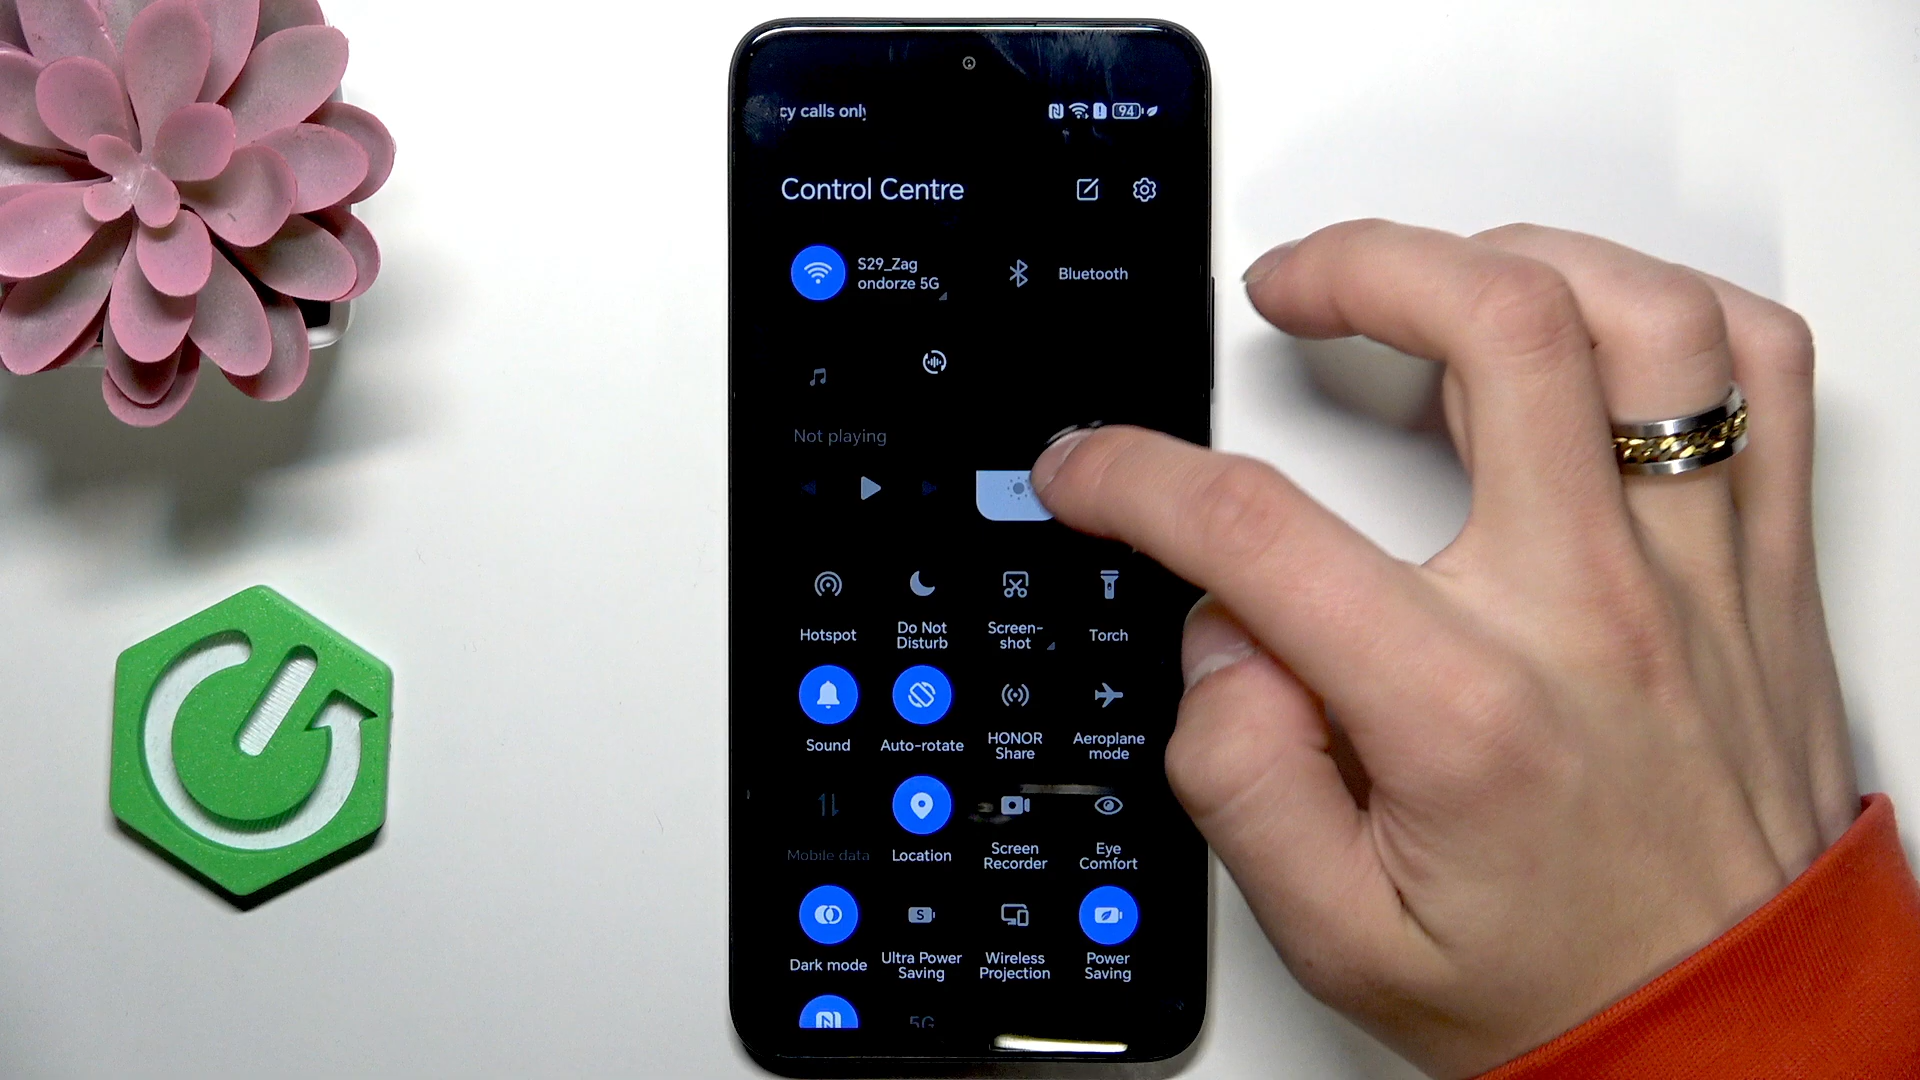 cy calls only
94
Control Centre
S29_Zag
ondorze 5G
Bluetooth
Not playing
Hotspot
Do Not
Disturb
Screen-
shot
Torch
Sound
Auto-rotate
HONOR
Share
Aeroplane
mode
Mobile data
Location
Screen
Recorder
Eye
Comfort
S
Dark mode
Ultra Power
Saving
Wireless
Projection
Power
Saving
5G